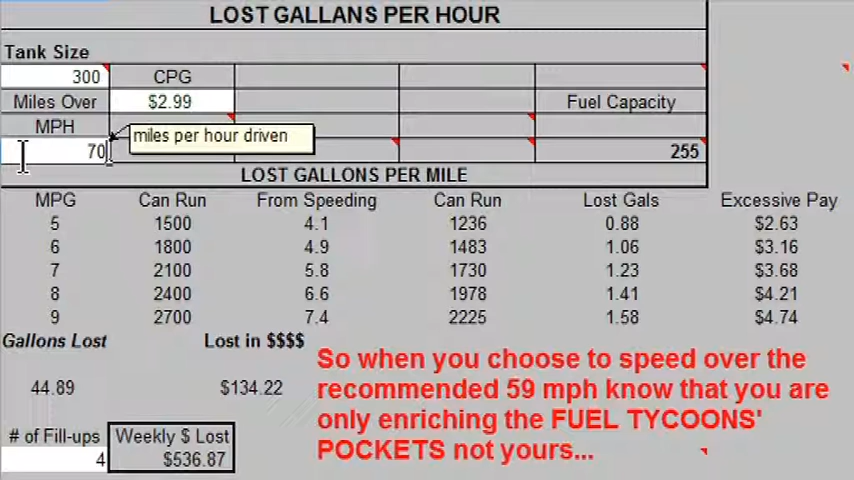 LOST GALLANS PER HOUR
Tank Size
300 CPG
Miles Over $2.99 Fuel Capacity
MPH
miles per hour driven
70 255
LOST GALLONS PER MILE
MPG Can Run From Speeding Can Run Lost Gals Excessive Pay
5 1500 4.1 1236 0.88 $2.63
6 1800 4.9 1483 1.06 $3.16
7 2100 5.8 1730 1.23 $3.68
8 2400 6.6 1978 1.41 $4.21
9 2700 7.4 2225 1.58 $4.74
Gallons Lost Lost in $$$$
44.89 $134.22
So when you choose to speed over the
recommended 59 mph know that you are
only enriching the FUEL TYCOONS'
POCKETS not yours...
# of Fill-ups Weekly $ Lost
4 $536.87